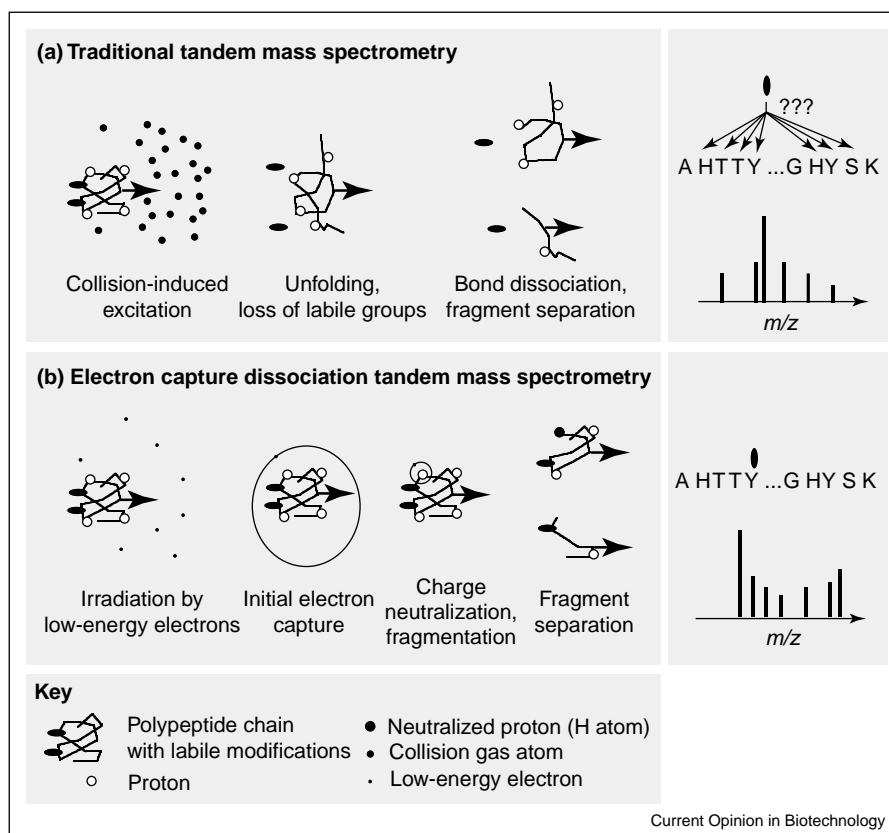 (a) Traditional tandem mass spectrometry
Collision-induced
excitation
Unfolding,
loss of labile groups
Bond dissociation,
fragment separation
???
A HT T Y ...G HY S K
m/z
(b) Electron capture dissociation tandem mass spectrometry
Irradiation by
low-energy electrons
Initial electron
capture
Charge
neutralization,
fragmentation
Fragment
separation
A HT T Y ...G HY S K
m/z
Key
Polypeptide chain
with labile modifications
Proton
Neutralized proton (H atom)
Collision gas atom
Low-energy electron
Current Opinion in Biotechnology